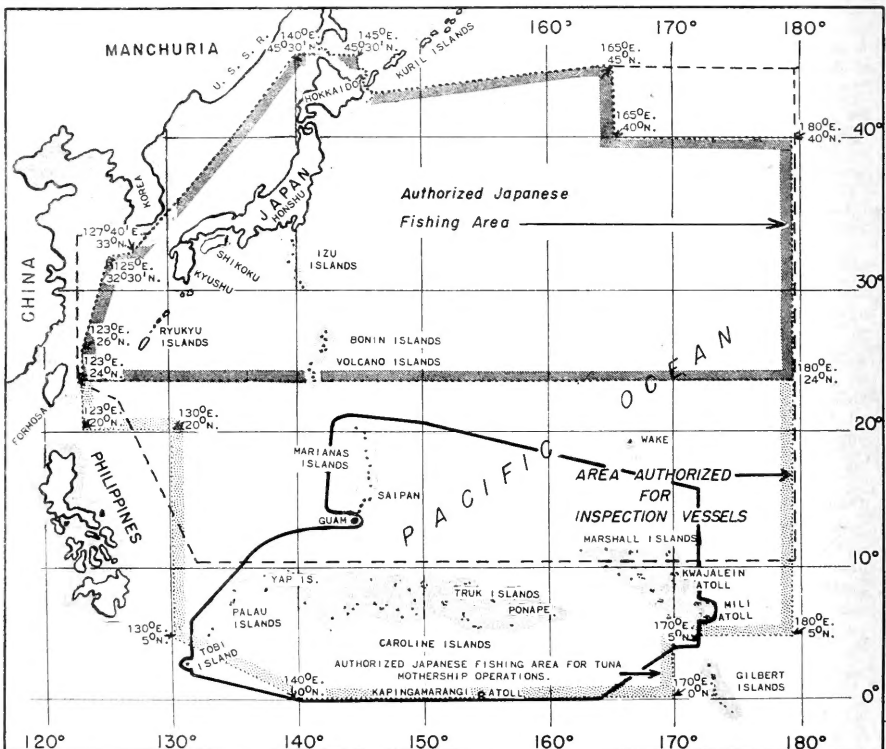 160°
170°
180°
140°E.
45°30'N.
145°E.
45°30'N.
MANCHURIA
U.S.S.R.
KURIL ISLANDS
165°E.
45°N.
HOKKAIDO
165°E.
40°N.
180°E.
40°N.
40°
KOREA
JAPAN
HONSHU
Authorized Japanese
Fishing Area
127°40'E.
33°N.
125°E.
32°30'N.
SHIKOKU
KYUSHU
IZU
ISLANDS
CHINA
30°
123°E.
26°N.
RYUKYU
ISLANDS
BONIN ISLANDS
VOLCANO ISLANDS
123°E.
24°N.
180°E.
24°N.
PACIFIC OCEAN
FORMOSA
123°E.
20°N.
130°E.
20°N.
20°
WAKE
MARIANAS
ISLANDS
SAIPAN
PHILIPPINES
AREA AUTHORIZED
FOR
INSPECTION VESSELS
GUAM
MARSHALL ISLANDS
10°
YAP IS.
KWAJALEIN
ATOLL
TRUK ISLANDS
PONAPE
PALAU
ISLANDS
MILI
ATOLL
130°E.
5°N.
170°E.
5°N.
180°E.
5°N.
TOBI
ISLAND
CAROLINE ISLANDS
AUTHORIZED JAPANESE FISHING AREA FOR TUNA
MOTHERSHIP OPERATIONS.
140°E.
0°N.
KAPINGAMARANGI ATOLL
170°E.
0°N.
GILBERT
ISLANDS
0°
120°
130°
140°
150°
160°
170°
180°